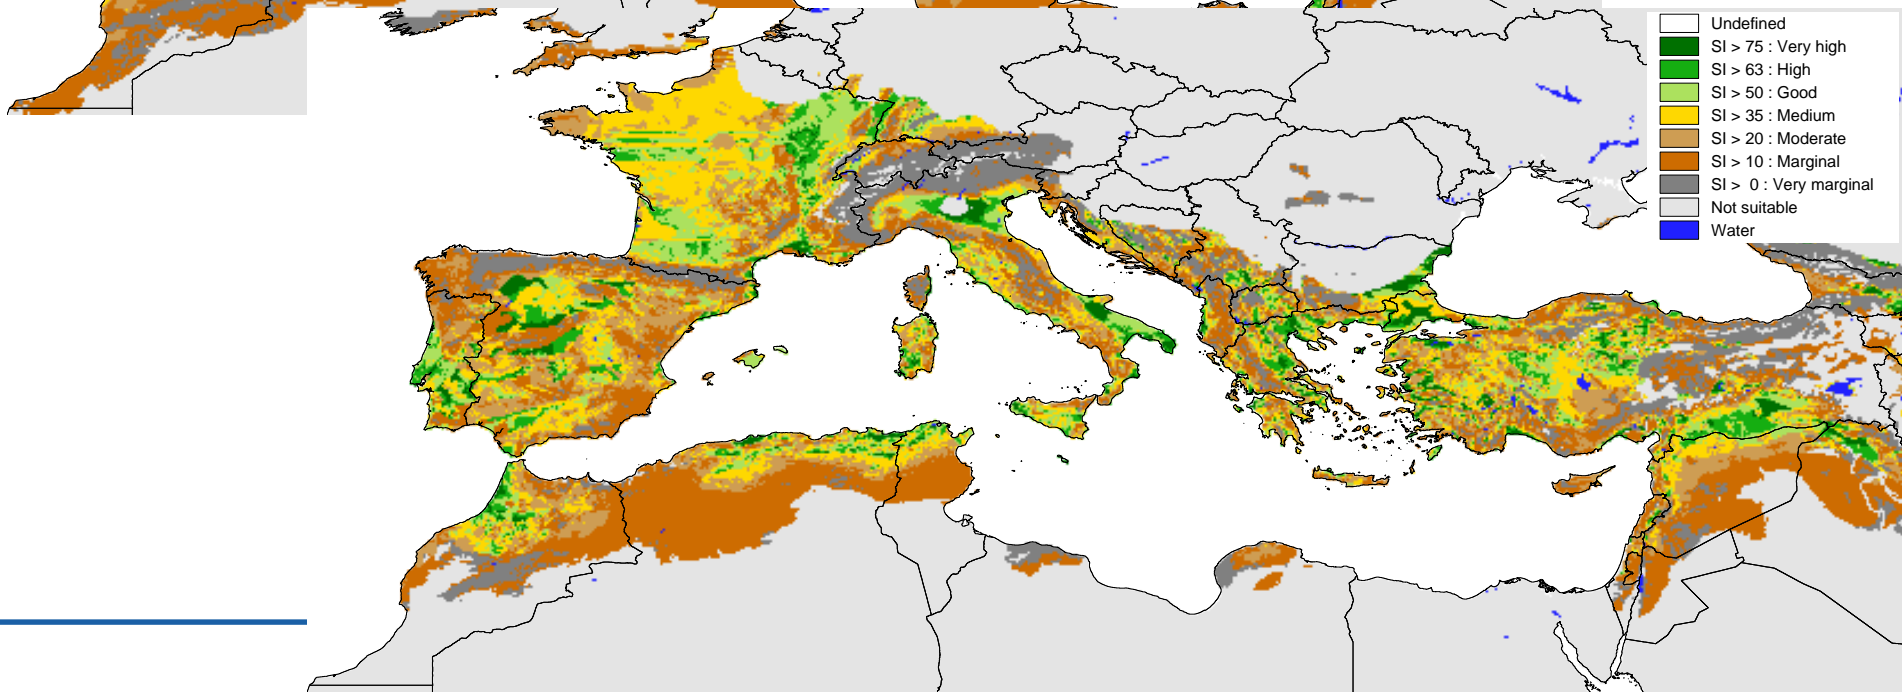 Undefined
SI > 75 : Very high
SI > 63 : High
SI > 50 : Good
SI > 35 : Medium
SI > 20 : Moderate
SI > 10 : Marginal
SI > 0 : Very marginal
Not suitable
Water